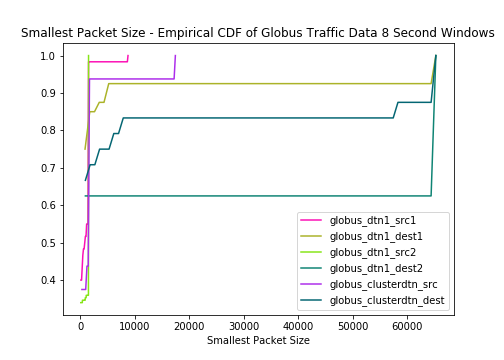 Smallest Packet Size - Empirical CDF of Globus Traffic Data 8 Second Windows
1.0
0.9
0.8
0.7
0.6
0.5
0.4
globus_dtn1_src1
globus_dtn1_dest1
globus_dtn1_src2
globus_dtn1_dest2
globus_clusterdtn_src
globus_clusterdtn_dest
0 10000 20000 30000 40000 50000 60000
Smallest Packet Size